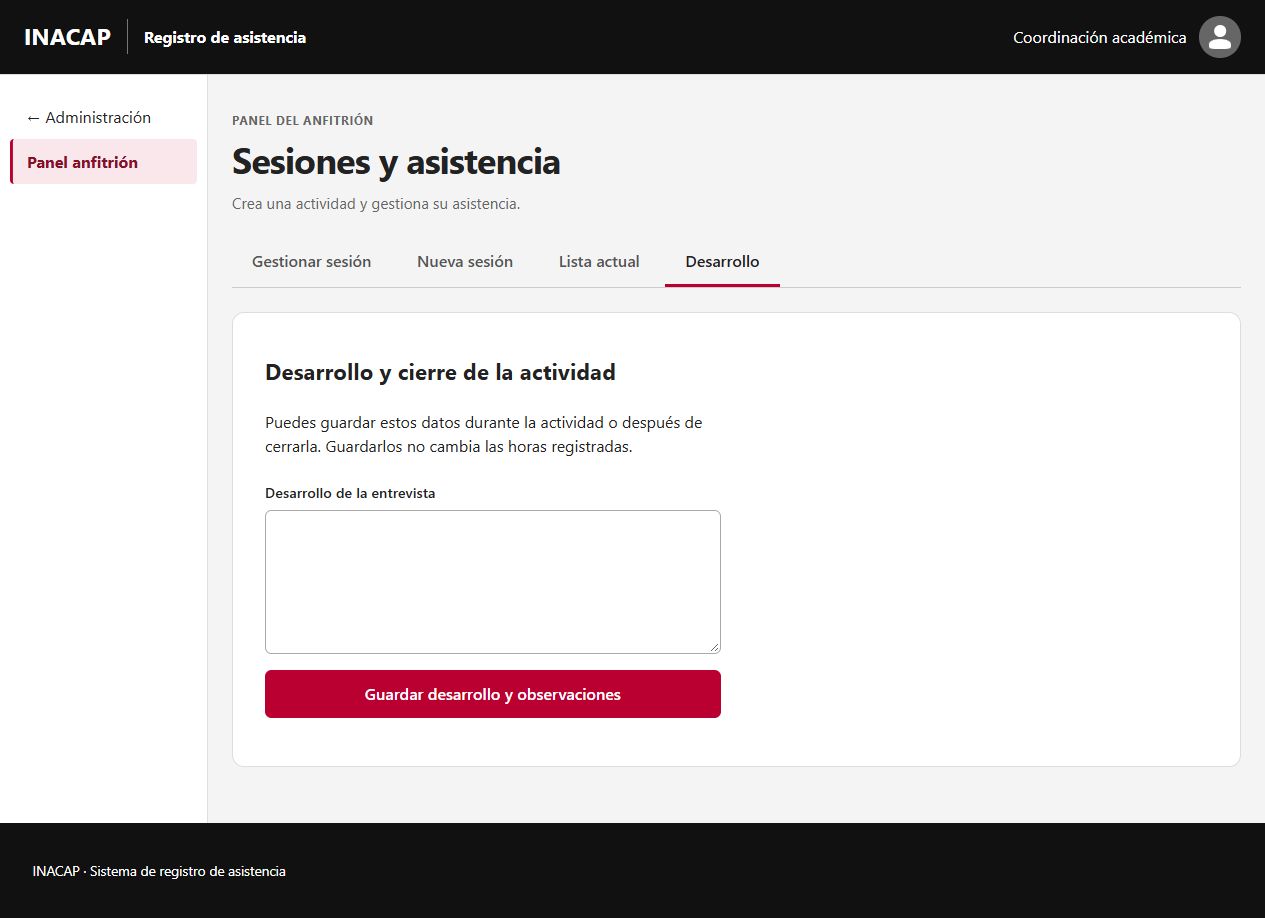 INACAP
Registro de asistencia
Coordinación académica
← Administración
Panel anfitrión
PANEL DEL ANFITRIÓN
Sesiones y asistencia
Crea una actividad y gestiona su asistencia.
Gestionar sesión
Nueva sesión
Lista actual
Desarrollo
Desarrollo y cierre de la actividad
Puedes guardar estos datos durante la actividad o después de
cerrarla. Guardarlos no cambia las horas registradas.
Desarrollo de la entrevista
Guardar desarrollo y observaciones
INACAP · Sistema de registro de asistencia